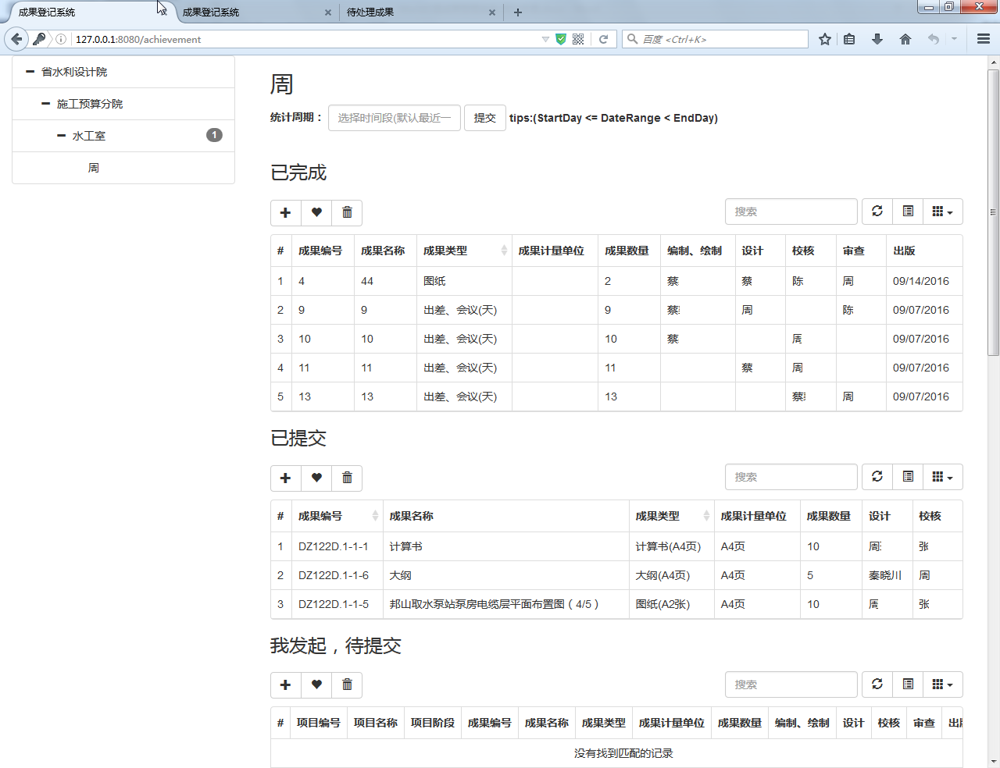 成果登记系统
成果登记系统
待处理成果
127.0.0.1:8080/achievement
百度 <Ctrl+K>
省水利设计院
施工预算分院
水工室
1
周
周
统计周期：
选择时间段(默认最近一
提交
tips:(StartDay <= DateRange < EndDay)
已完成
搜索
# 成果编号 成果名称 成果类型 成果计量单位 成果数量 编制、绘制 设计 校核 审查 出版
1 4 44 图纸 2 蔡 蔡 陈 周 09/14/2016
2 9 9 出差、会议(天) 9 蔡 周 陈 09/07/2016
3 10 10 出差、会议(天) 10 蔡 周 09/07/2016
4 11 11 出差、会议(天) 11 蔡 周 09/07/2016
5 13 13 出差、会议(天) 13 蔡 周 09/07/2016
已提交
搜索
# 成果编号 成果名称 成果类型 成果计量单位 成果数量 设计 校核
1 DZ122D.1-1-1 计算书 计算书(A4页) A4页 10 周 张
2 DZ122D.1-1-6 大纲 大纲(A4页) A4页 5 秦晓川 周
3 DZ122D.1-1-5 邦山取水泵站泵房电缆层平面布置图（4/5） 图纸(A2张) A4页 10 周 张
我发起，待提交
搜索
# 项目编号 项目名称 项目阶段 成果编号 成果名称 成果类型 成果计量单位 成果数量 编制、绘制 设计 校核 审查 出
没有找到匹配的记录